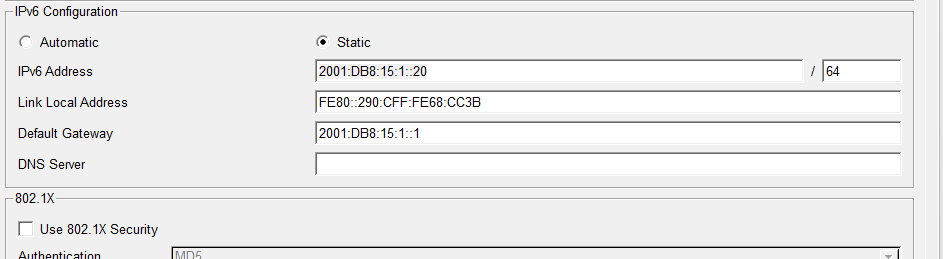 IPv6 Configuration
Automatic Static
IPv6 Address 2001:DB8:15:1::20 / 64
Link Local Address FE80::290:CFF:FE68:CC3B
Default Gateway 2001:DB8:15:1::1
DNS Server
802.1X
Use 802.1X Security
Authentication MD5